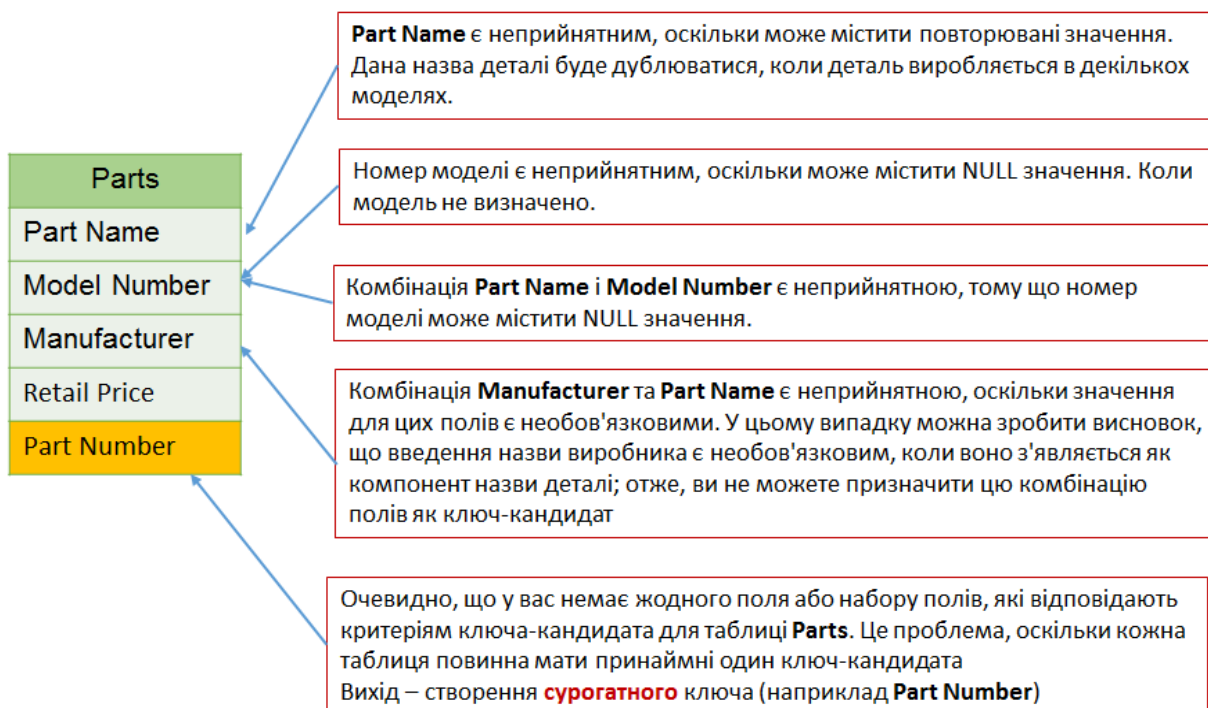 Part Name є неприйнятним, оскільки може містити повторювані значення.
Дана назва деталі буде дублюватися, коли деталь виробляється в декількох
моделях.
Parts
Part Name
Model Number
Manufacturer
Retail Price
Part Number
Номер моделі є неприйнятним, оскільки може містити NULL значення. Коли
модель не визначено.
Комбінація Part Name і Model Number є неприйнятною, тому що номер
моделі може містити NULL значення.
Комбінація Manufacturer та Part Name є неприйнятною, оскільки значення
для цих полів є необов'язковими. У цьому випадку можна зробити висновок,
що введення назви виробника є необов'язковим, коли воно з'являється як
компонент назви деталі; отже, ви не можете призначити цю комбінацію
полів як ключ-кандидат
Очевидно, що у вас немає жодного поля або набору полів, які відповідають
критеріям ключа-кандидата для таблиці Parts. Це проблема, оскільки кожна
таблиця повинна мати принаймні один ключ-кандидата
Вихід – створення сурогатного ключа (наприклад Part Number)